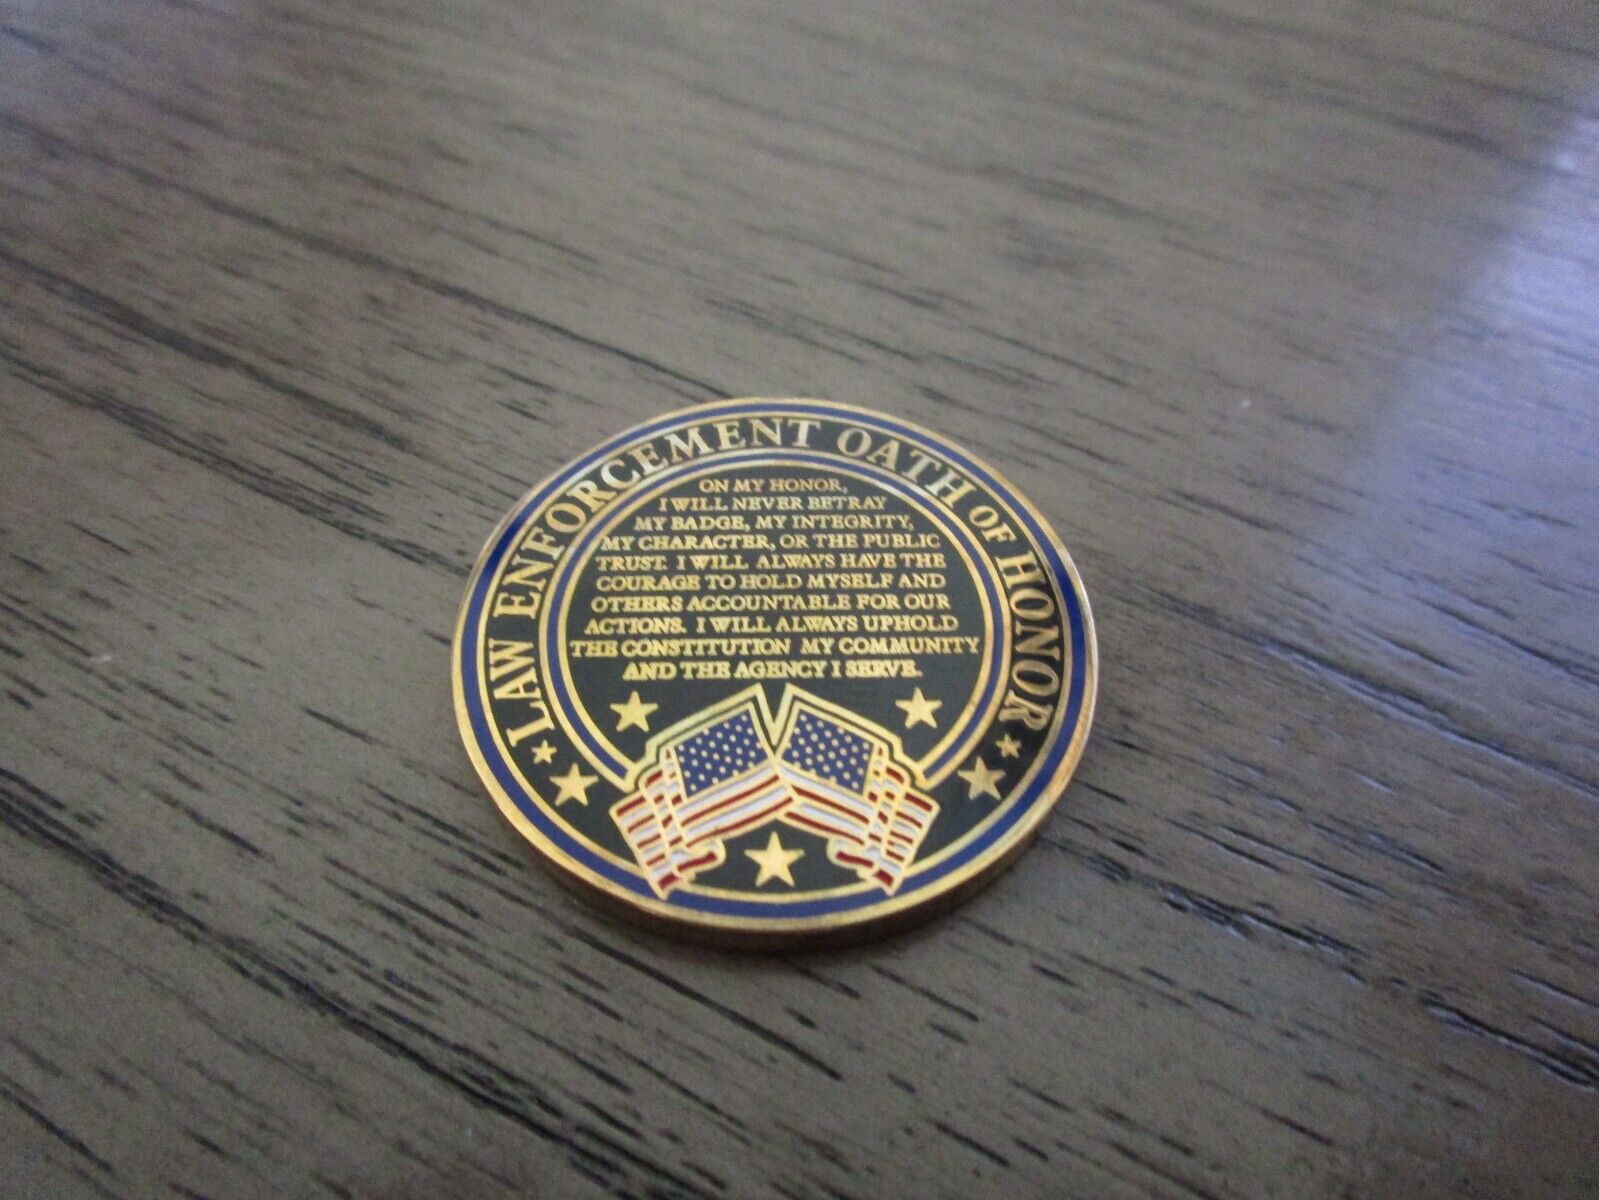 LAW ENFORCEMENT OATH OF HONOR
ON MY HONOR,
I WILL NEVER BETRAY
MY BADGE, MY INTEGRITY,
MY CHARACTER, OR THE PUBLIC
TRUST. I WILL ALWAYS HAVE THE
COURAGE TO HOLD MYSELF AND
OTHERS ACCOUNTABLE FOR OUR
ACTIONS. I WILL ALWAYS UPHOLD
THE CONSTITUTION MY COMMUNITY
AND THE AGENCY I SERVE.